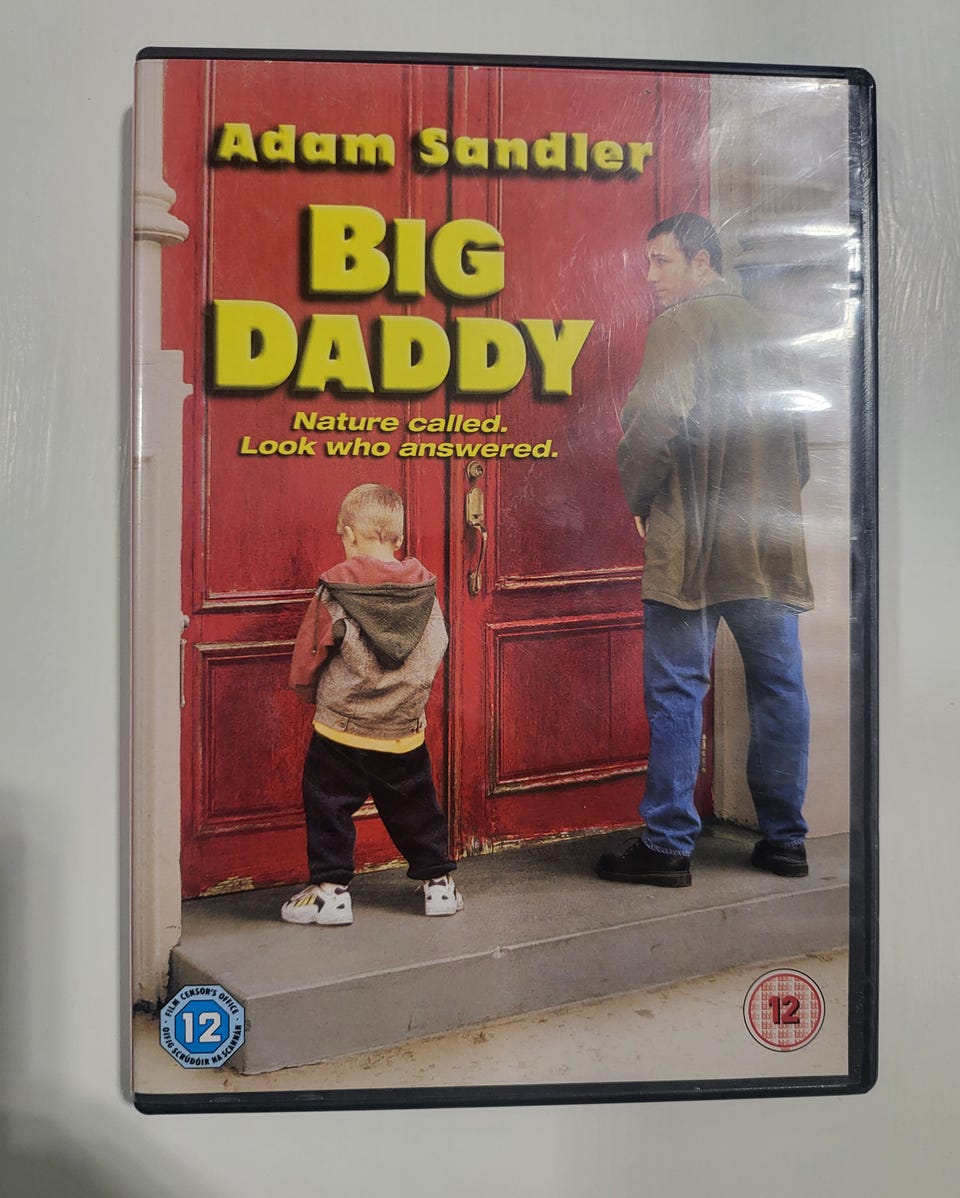 Adam Sandler
BIG
DADDY
Nature called.
Look who answered.
· FILM CENSOR'S OFFICE ·
12
OIFIG SCRÚDÓIR NA SCANNÁN
12